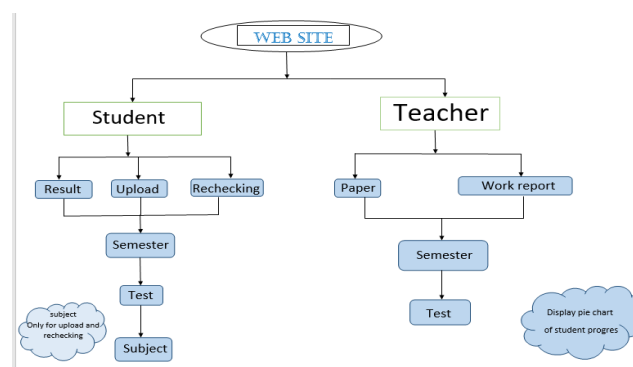 WEB SITE
Student
Teacher
Result
Upload
Rechecking
Paper
Work report
Semester
Semester
Test
Test
Subject
subject
Only for upload and
rechecking
Display pie chart
of student progres